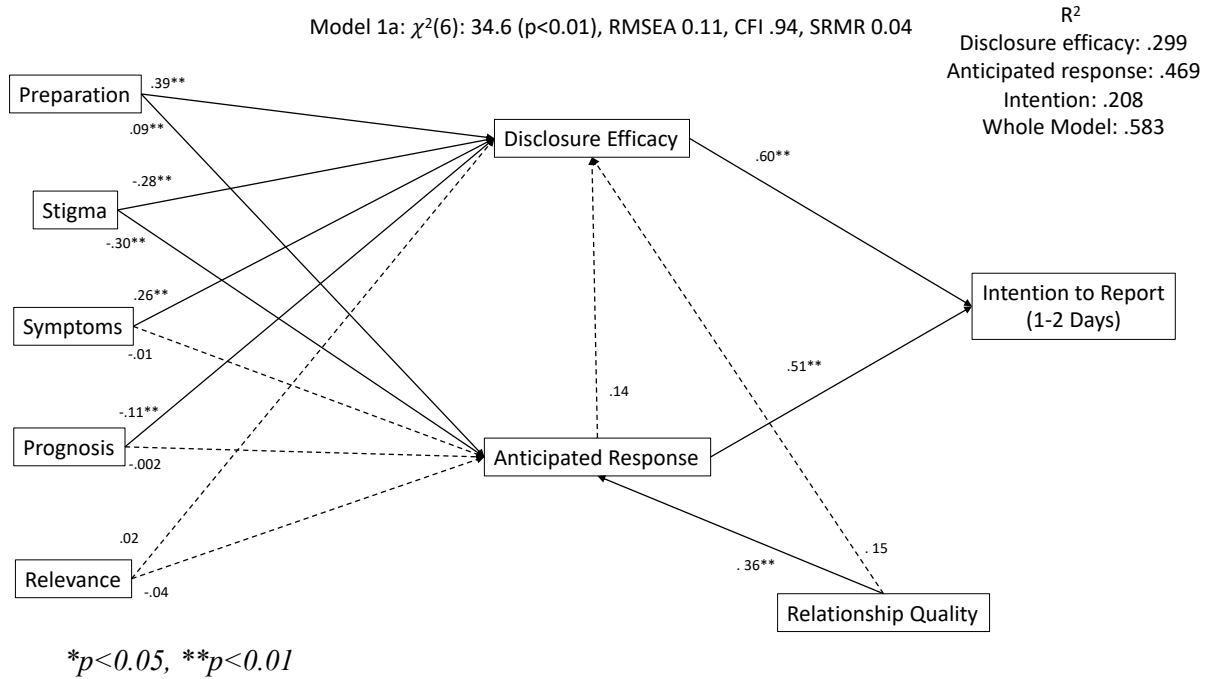 Model 1a: χ²(6): 34.6 (p<0.01), RMSEA 0.11, CFI .94, SRMR 0.04
R²
Disclosure efficacy: .299
Anticipated response: .469
Intention: .208
Whole Model: .583
Preparation
.39**
.09**
Disclosure Efficacy
.60**
-.28**
Stigma
-.30**
.26**
Symptoms
-.01
Intention to Report
(1-2 Days)
.51**
.14
-.11**
Prognosis
-.002
Anticipated Response
.02
Relevance
-.04
. 36**
. 15
Relationship Quality
*p<0.05, **p<0.01